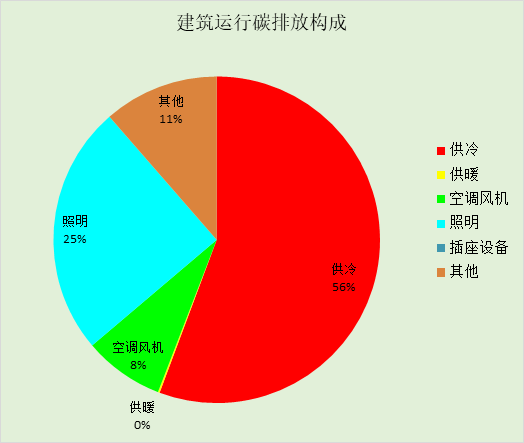 建筑运行碳排放构成
其他
11%
照明
25%
供冷
56%
空调风机
8%
供暖
0%
供冷
供暖
空调风机
照明
插座设备
其他